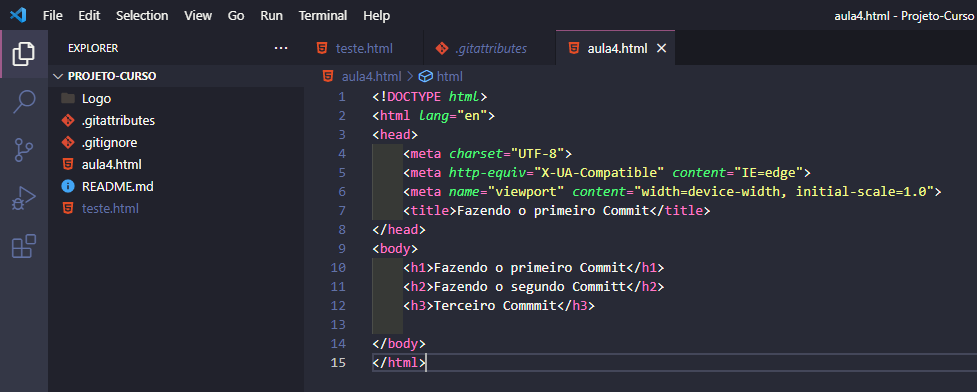 File Edit Selection View Go Run Terminal Help aula4.html - Projeto-Curso
EXPLORER ···
PROJETO-CURSO
Logo
.gitattributes
.gitignore
aula4.html
README.md
teste.html
teste.html .gitattributes aula4.html
aula4.html > html
1 <!DOCTYPE html>
2 <html lang="en">
3 <head>
4 <meta charset="UTF-8">
5 <meta http-equiv="X-UA-Compatible" content="IE=edge">
6 <meta name="viewport" content="width=device-width, initial-scale=1.0">
7 <title>Fazendo o primeiro Commit</title>
8 </head>
9 <body>
10 <h1>Fazendo o primeiro Commit</h1>
11 <h2>Fazendo o segundo Committ</h2>
12 <h3>Terceiro Commmit</h3>
13
14 </body>
15 </html>